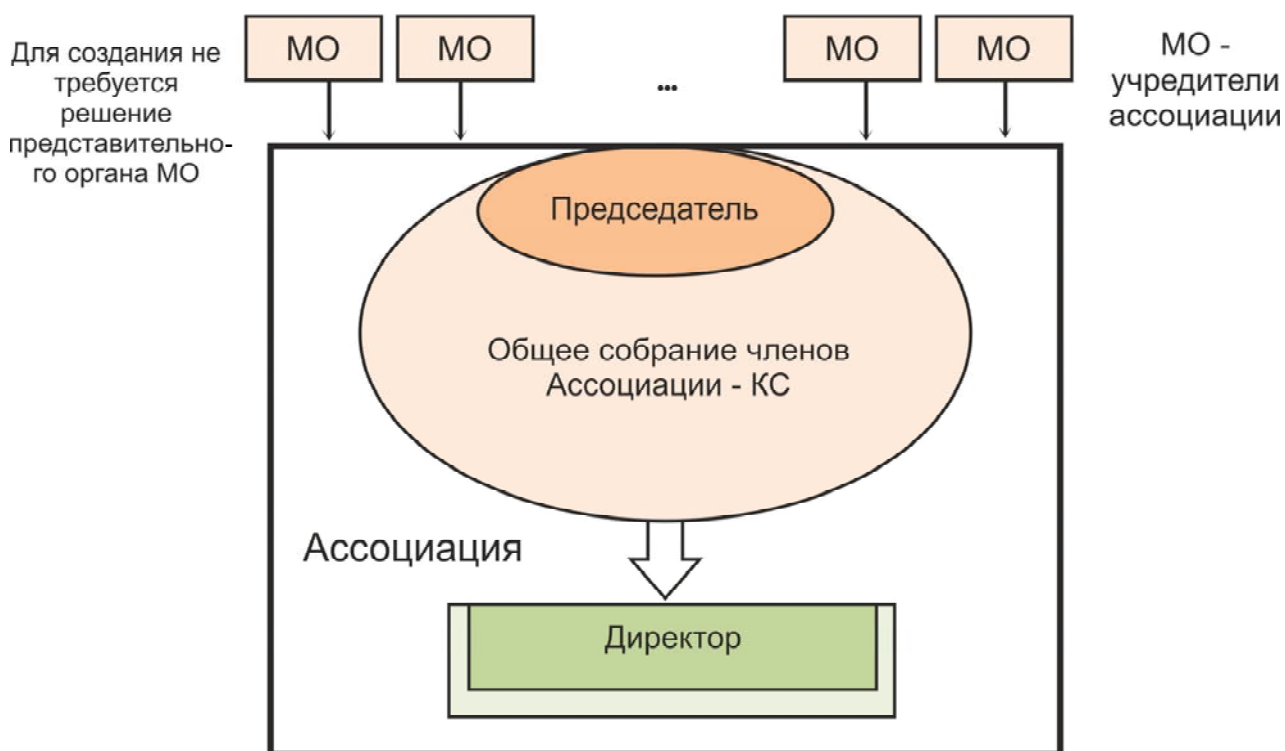 Для создания не
требуется
решение
представительно-
го органа МО
МО
МО
...
МО
МО
МО -
учредители
ассоциации
Председатель
Общее собрание членов
Ассоциации - КС
Ассоциация
Директор